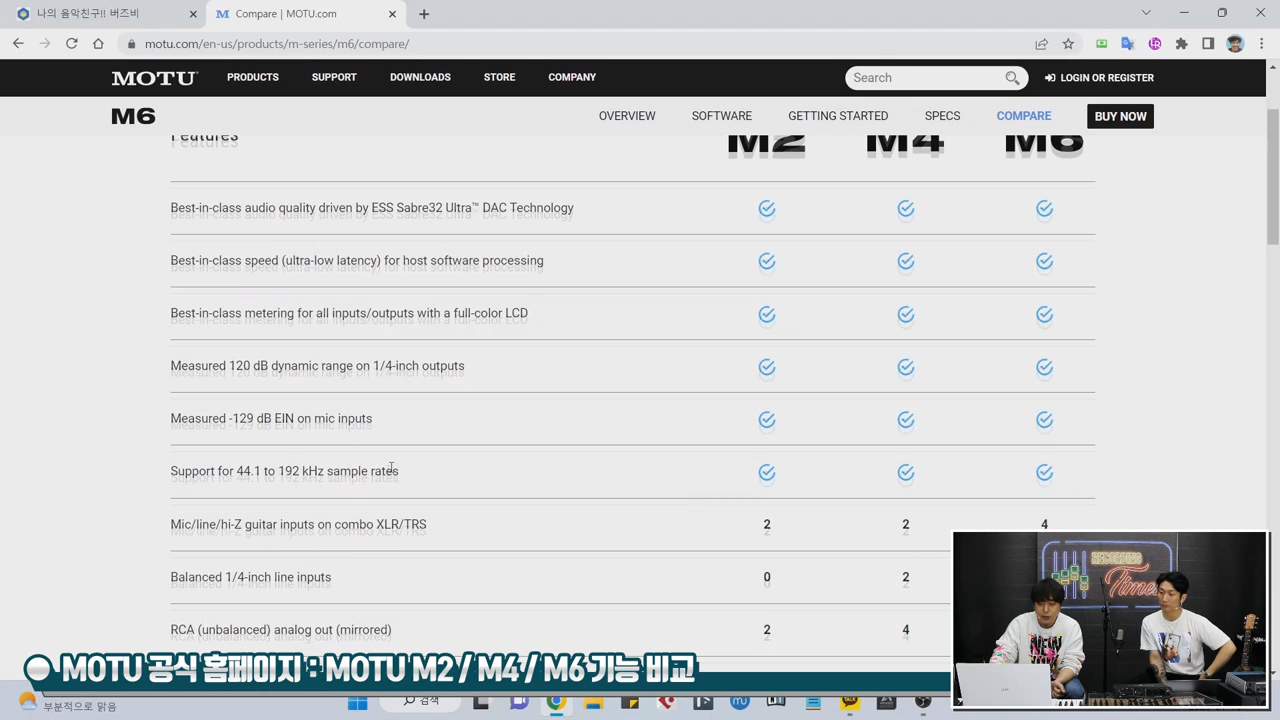 나의 음악친구!! 버즈비
Compare | MOTU.com
motu.com/en-us/products/m-series/m6/compare/
MOTU PRODUCTS SUPPORT DOWNLOADS STORE COMPANY Search LOGIN OR REGISTER
M6 OVERVIEW SOFTWARE GETTING STARTED SPECS COMPARE BUY NOW
Features M2 M4 M6
Best-in-class audio quality driven by ESS Sabre32 Ultra™ DAC Technology
Best-in-class speed (ultra-low latency) for host software processing
Best-in-class metering for all inputs/outputs with a full-color LCD
Measured 120 dB dynamic range on 1/4-inch outputs
Measured -129 dB EIN on mic inputs
Support for 44.1 to 192 kHz sample rates
Mic/line/hi-Z guitar inputs on combo XLR/TRS 2 2 4
Balanced 1/4-inch line inputs 0 2
RCA (unbalanced) analog out (mirrored) 2 4
RECORDING
Times
MOTU 공식 홈페이지 : MOTU M2 / M4 / M6 기능 비교
부분적으로 맑음